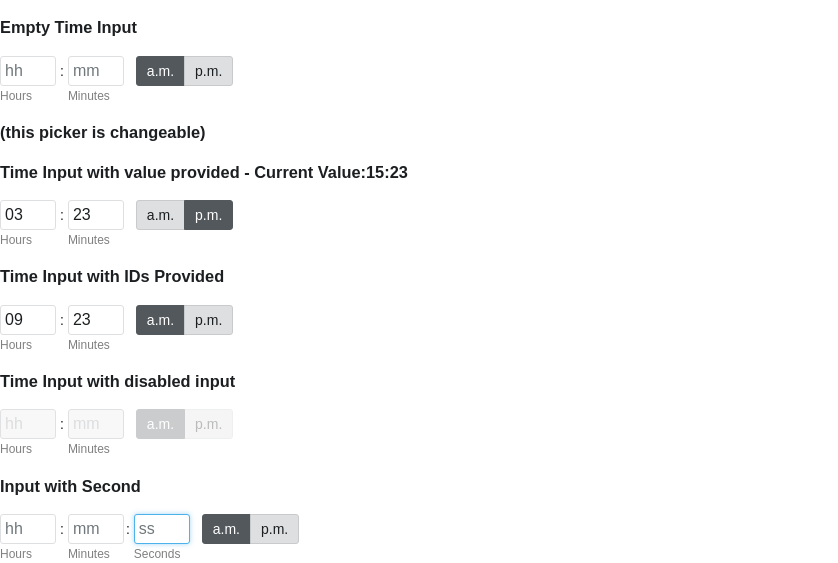 Empty Time Input
hh : mm a.m. p.m.
Hours Minutes
(this picker is changeable)
Time Input with value provided - Current Value:15:23
03 : 23 a.m. p.m.
Hours Minutes
Time Input with IDs Provided
09 : 23 a.m. p.m.
Hours Minutes
Time Input with disabled input
hh : mm a.m. p.m.
Hours Minutes
Input with Second
hh : mm : ss a.m. p.m.
Hours Minutes Seconds